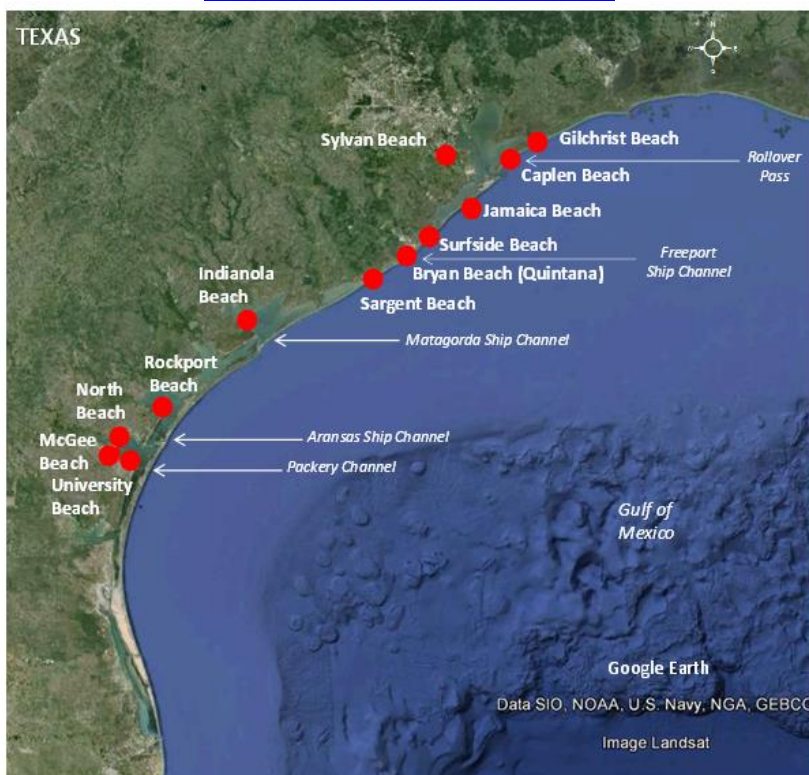 TEXAS
N
S
Sylvan Beach
Gilchrist Beach
Rollover
Pass
Caplen Beach
Jamaica Beach
Surfside Beach
Freeport
Ship Channel
Bryan Beach (Quintana)
Indianola
Beach
Sargent Beach
Matagorda Ship Channel
Rockport
Beach
North
Beach
Aransas Ship Channel
McGee
Beach
Packery Channel
University
Beach
Gulf of
Mexico
Google Earth
Data SIO, NOAA, U.S. Navy, NGA, GEBCO
Image Landsat